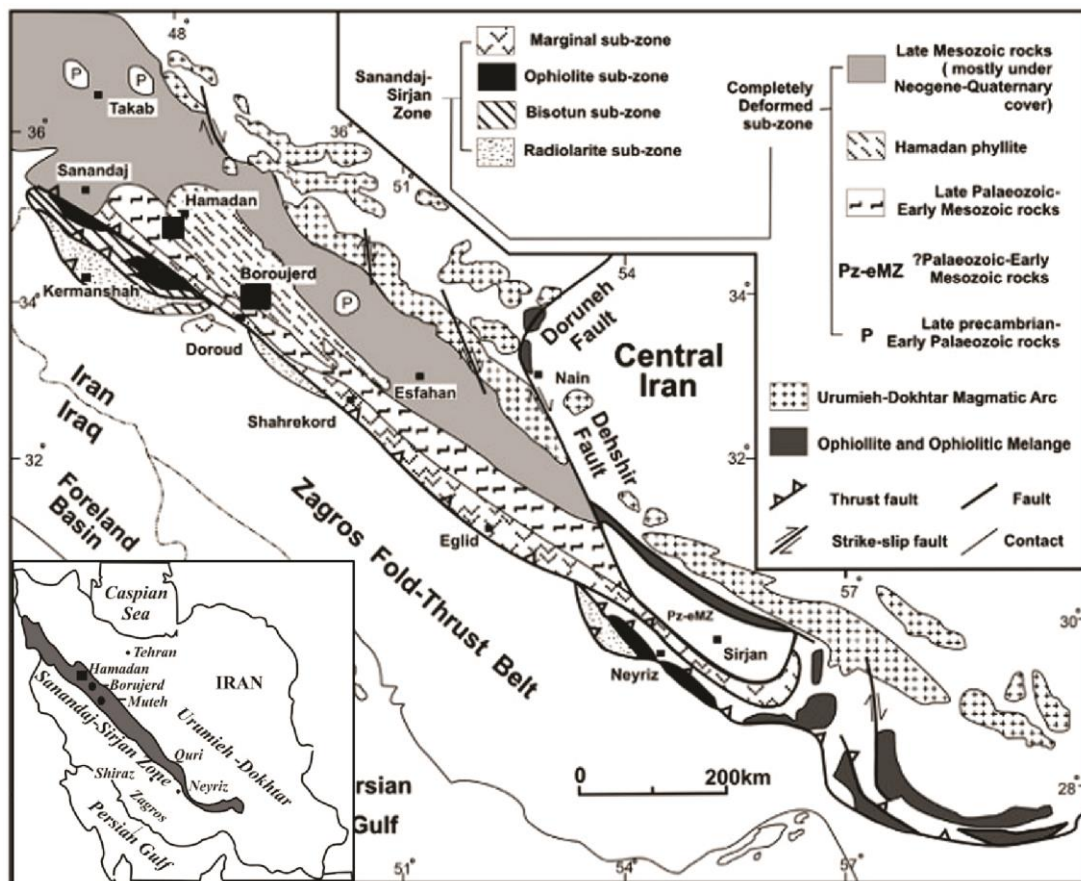 48
Marginal sub-zone
Ophiolite sub-zone
Bisotun sub-zone
Radiolarite sub-zone
Sanandaj-
Sirjan
Zone
Completely
Deformed
sub-zone
Late Mesozoic rocks
( mostly under
Neogene-Quaternary
cover)
Hamadan phyllite
Late Palaeozoic-
Early Mesozoic rocks
Pz-eMZ
?Palaeozoic-Early
Mesozoic rocks
P
Late precambrian-
Early Palaeozoic
rocks
Urumieh-Dokhtar Magmatic Arc
Ophiollite and Ophiolitic Melange
Thrust fault
Fault
Strike-slip fault
Contact
P
P
Takab
36
36
51
Sanandaj
Hamadan
Kermanshah
Boroujerd
P
34
54
34
Doruneh
Fault
Central
Iran
Doroud
Esfahan
Nain
Iran
Iraq
Shahrekord
Dehshir
Fault
32
32
Foreland
Basin
Zagros Fold-Thrust Belt
Eglid
57
30
Pz-eMZ
Sirjan
Neyriz
0
200km
28
rsian
Gulf
51
54
57
Caspian
Sea
Tehran
Hamadan
Borujerd
Muteh
IRAN
Sanandaj-Sirjan Zone
Urumieh -Dokhtar
Quri
Shiraz
Neyriz
Zagros
Persian Gulf